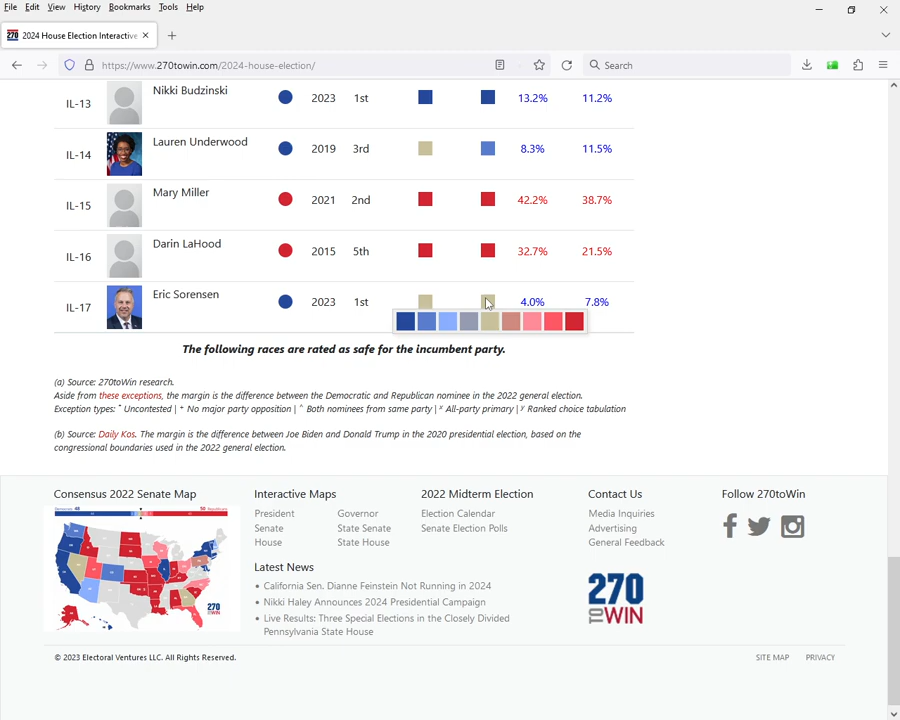 File Edit View History Bookmarks Tools Help
270 2024 House Election Interactive
https://www.270towin.com/2024-house-election/ Search
IL-13 Nikki Budzinski 2023 1st 13.2% 11.2%
IL-14 Lauren Underwood 2019 3rd 8.3% 11.5%
IL-15 Mary Miller 2021 2nd 42.2% 38.7%
IL-16 Darin LaHood 2015 5th 32.7% 21.5%
IL-17 Eric Sorensen 2023 1st 4.0% 7.8%
The following races are rated as safe for the incumbent party.
(a) Source: 270toWin research.
Aside from these exceptions, the margin is the difference between the Democratic and Republican nominee in the 2022 general election.
Exception types: * Uncontested | + No major party opposition | ^ Both nominees from same party | x All-party primary | y Ranked choice tabulation
(b) Source: Daily Kos. The margin is the difference between Joe Biden and Donald Trump in the 2020 presidential election, based on the
congressional boundaries used in the 2022 general election.
Consensus 2022 Senate Map
Interactive Maps
President Governor
Senate State Senate
House State House
2022 Midterm Election
Election Calendar
Senate Election Polls
Contact Us
Media Inquiries
Advertising
General Feedback
Follow 270toWin
Latest News
• California Sen. Dianne Feinstein Not Running in 2024
• Nikki Haley Announces 2024 Presidential Campaign
• Live Results: Three Special Elections in the Closely Divided
Pennsylvania State House
270
TO WIN
270
TO WIN
© 2023 Electoral Ventures LLC. All Rights Reserved.
SITE MAP PRIVACY